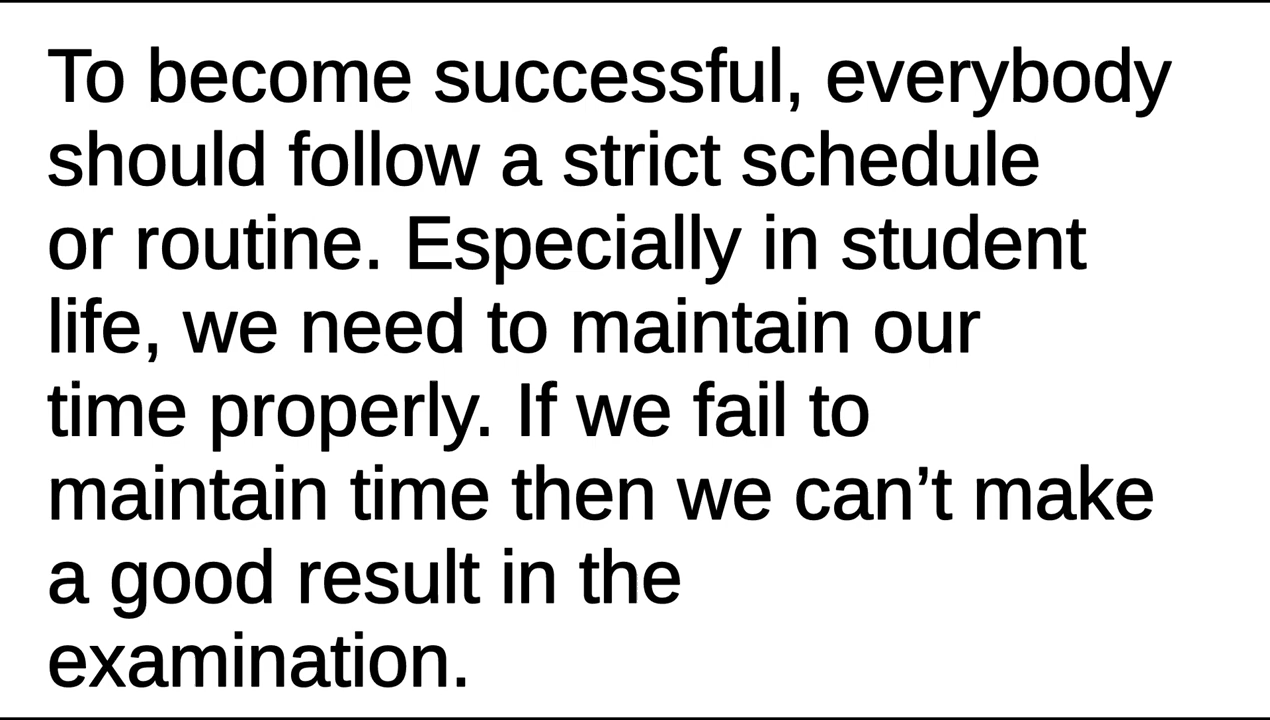 To become successful, everybody
should follow a strict schedule
or routine. Especially in student
life, we need to maintain our
time properly. If we fail to
maintain time then we can’t make
a good result in the
examination.